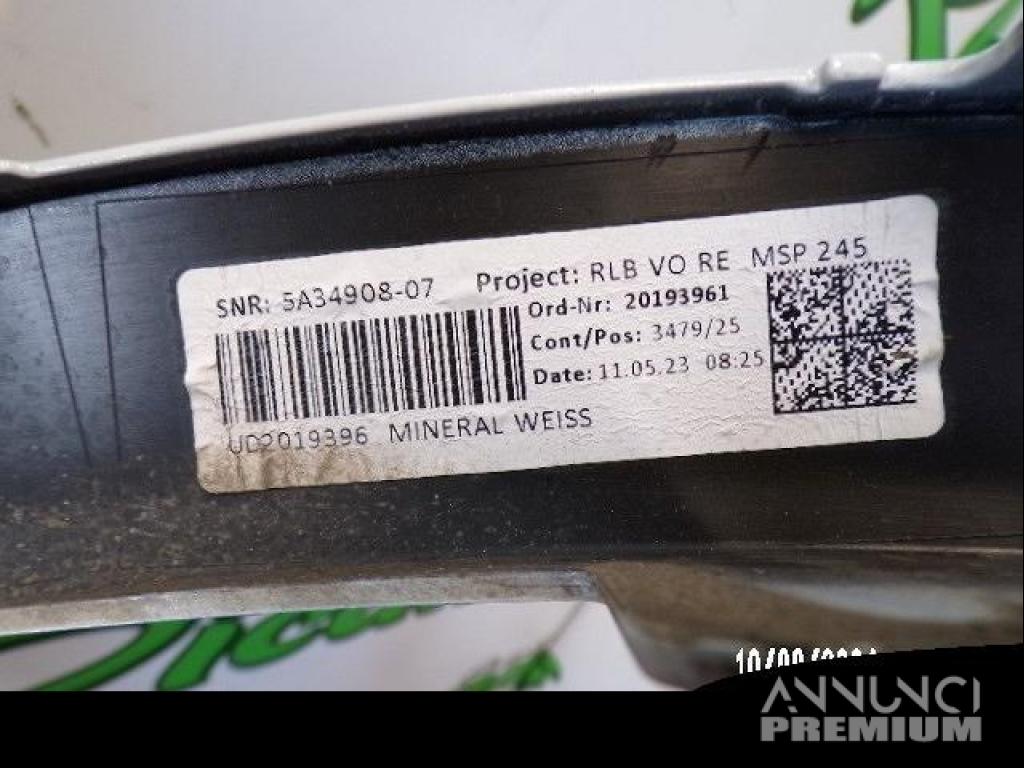 SNR: 5A34908-07 Project: RLB VO RE MSP 245
Ord-Nr: 20193961
Cont/Pos: 3479/25
Date: 11.05.23 08:25
UD2019396 MINERAL WEISS
ANNUNCI
PREMIUM